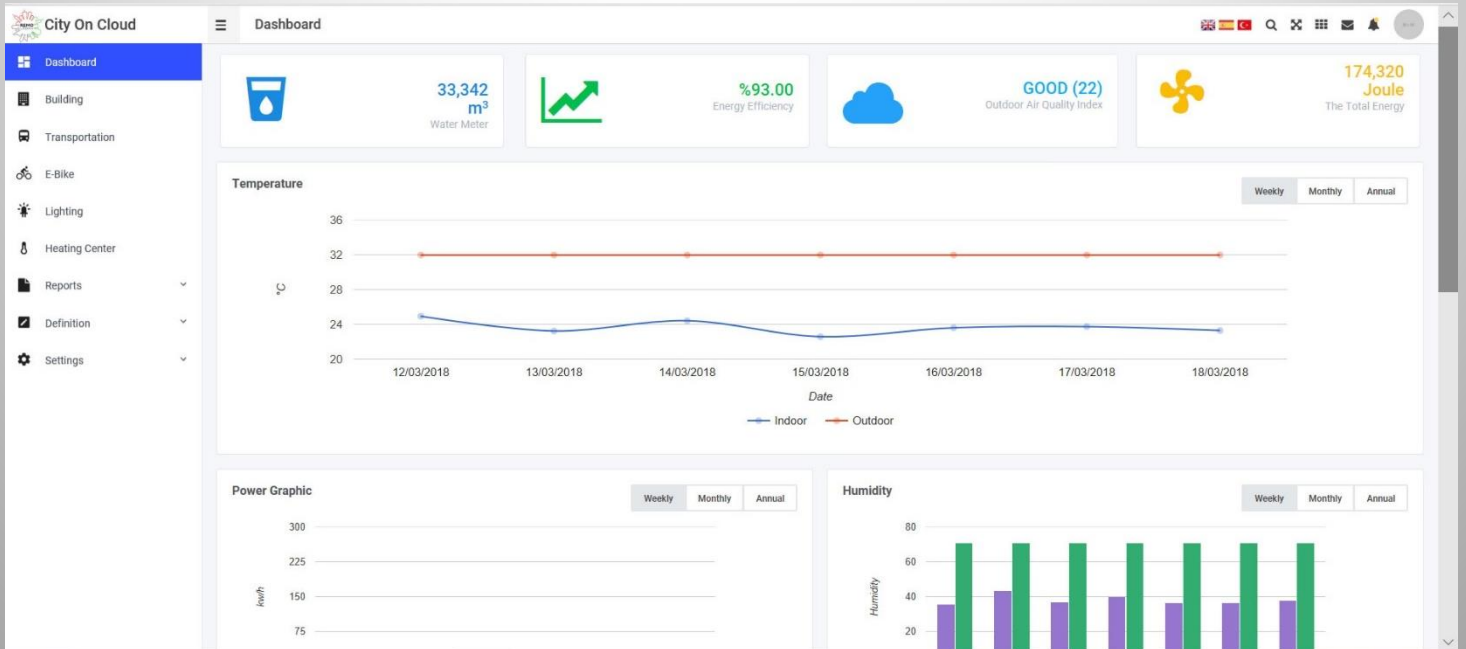 City On Cloud
Dashboard
Dashboard
Building
Transportation
E-Bike
Lighting
Heating Center
Reports
Definition
Settings
33,342
m³
Water Meter
%93.00
Energy Efficiency
GOOD (22)
Outdoor Air Quality Index
174,320
Joule
The Total Energy
Temperature
Weekly Monthly Annual
36
32
28
24
20
°C
12/03/2018 13/03/2018 14/03/2018 15/03/2018 16/03/2018 17/03/2018 18/03/2018
Date
Indoor Outdoor
Power Graphic
Weekly Monthly Annual
300
225
150
75
kw/h
Humidity
Weekly Monthly Annual
80
60
40
20
Humidity